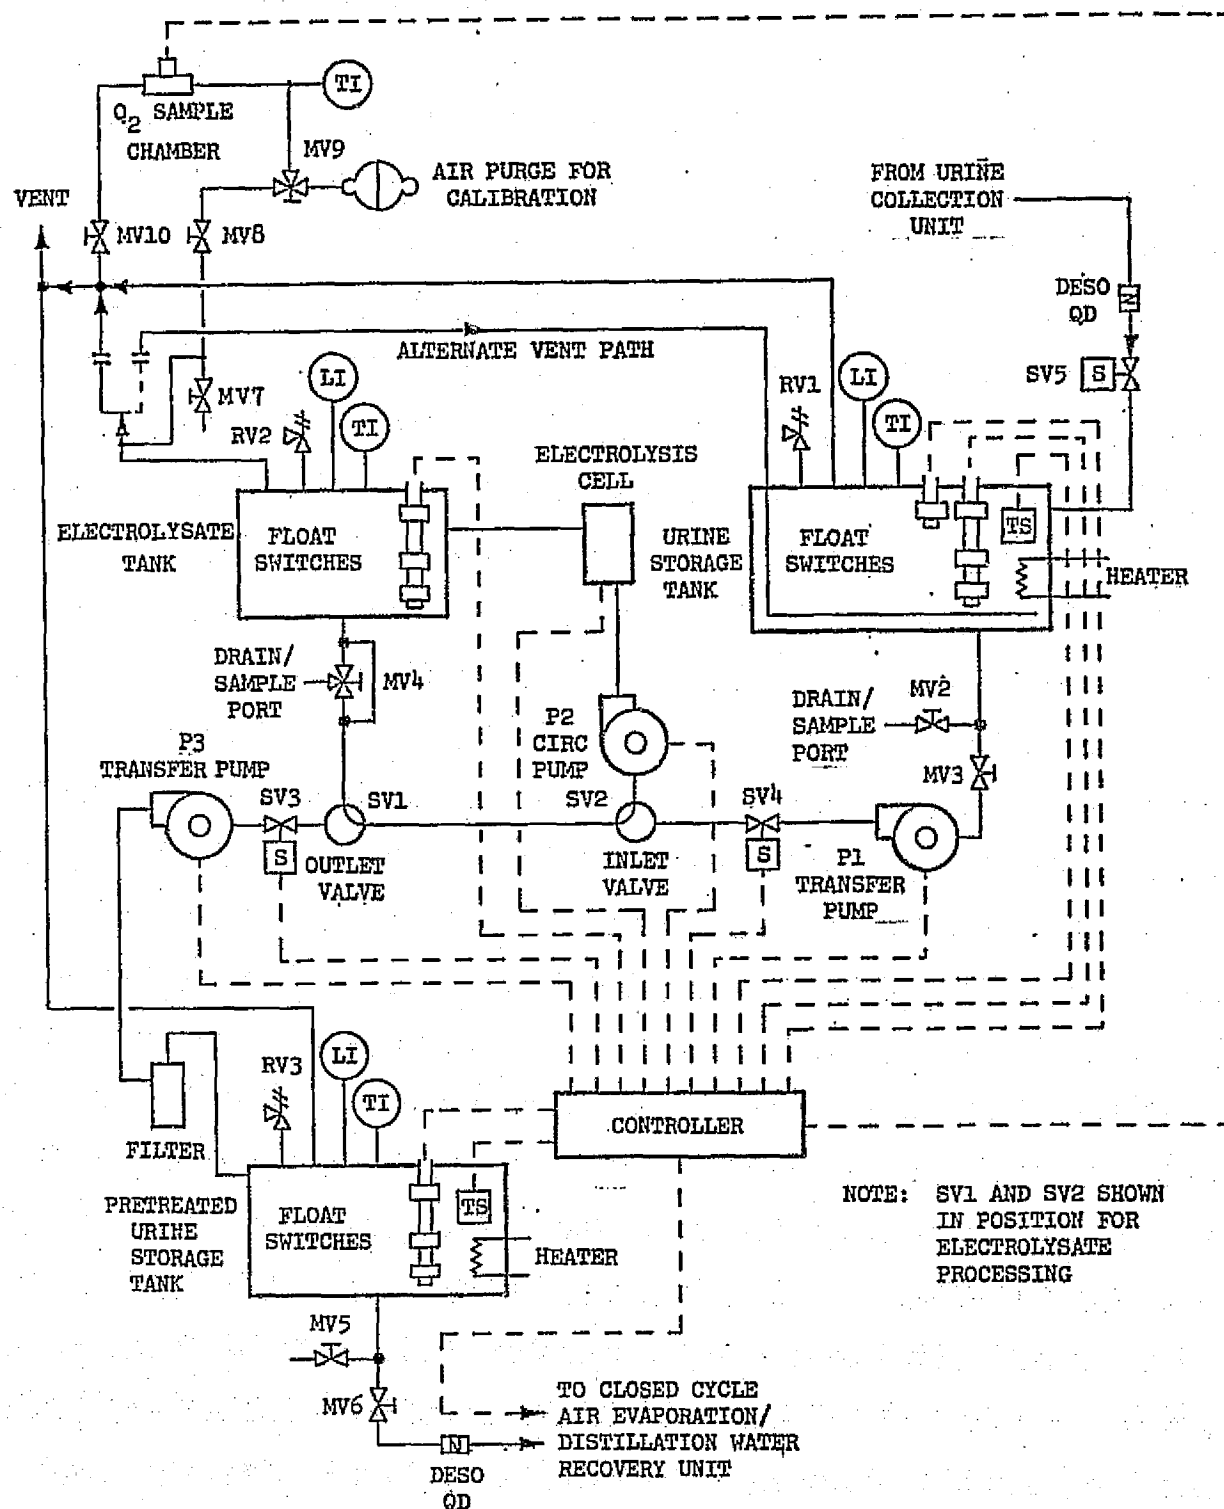 TI
O2 SAMPLE
CHAMBER
MV9
AIR PURGE FOR
CALIBRATION
FROM URINE
COLLECTION
UNIT
VENT
MV10
MV8
DESO
QD
ALTERNATE VENT PATH
SV5
S
MV7
LI
TI
RV2
RV1
LI
TI
ELECTROLYSIS
CELL
ELECTROLYSATE
TANK
FLOAT
SWITCHES
URINE
STORAGE
TANK
FLOAT
SWITCHES
TS
HEATER
DRAIN/
SAMPLE
PORT
MV4
P2
CIRC
PUMP
DRAIN/
SAMPLE
PORT
MV2
MV3
P3
TRANSFER PUMP
SV3
S
SV1
OUTLET
VALVE
SV2
INLET
VALVE
SV4
S
P1
TRANSFER
PUMP
RV3
LI
TI
FILTER
CONTROLLER
PRETREATED
URIHE
STORAGE
TANK
FLOAT
SWITCHES
TS
HEATER
NOTE: SV1 AND SV2 SHOWN
IN POSITION FOR
ELECTROLYSATE
PROCESSING
MV5
MV6
N
DESO
QD
TO CLOSED CYCLE
AIR EVAPORATION/
DISTILLATION WATER
RECOVERY UNIT